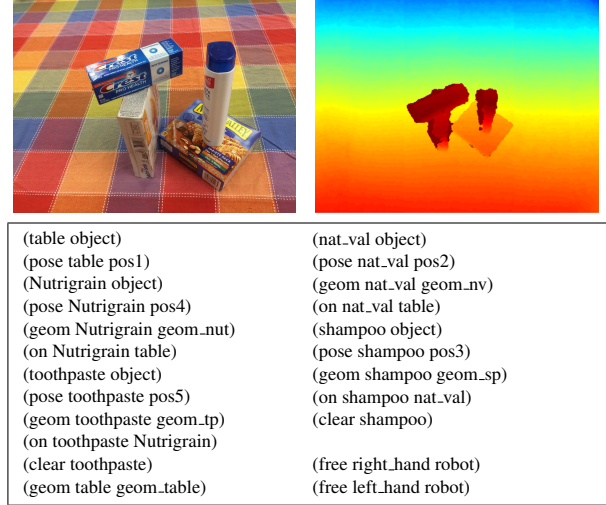 Crest
PRO HEALTH
(table object)
(pose table pos1)
(Nutrigrain object)
(pose Nutrigrain pos4)
(geom Nutrigrain geom_nut)
(on Nutrigrain table)
(toothpaste object)
(pose toothpaste pos5)
(geom toothpaste geom_tp)
(on toothpaste Nutrigrain)
(clear toothpaste)
(geom table geom_table)
(nat_val object)
(pose nat_val pos2)
(geom nat_val geom_nv)
(on nat_val table)
(shampoo object)
(pose shampoo pos3)
(geom shampoo geom_sp)
(on shampoo nat_val)
(clear shampoo)
(free right_hand robot)
(free left_hand robot)